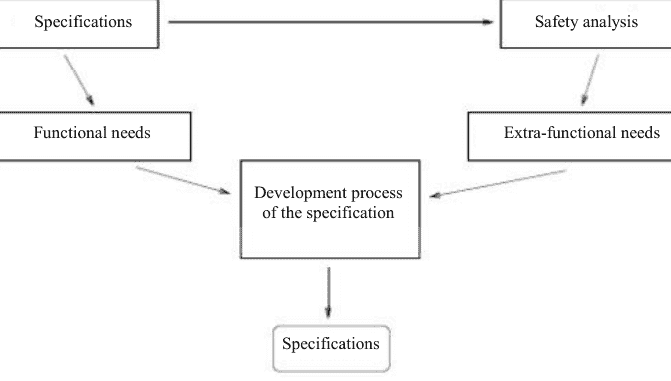 Specifications
Safety analysis
Functional needs
Extra-functional needs
Development process
of the specification
Specifications